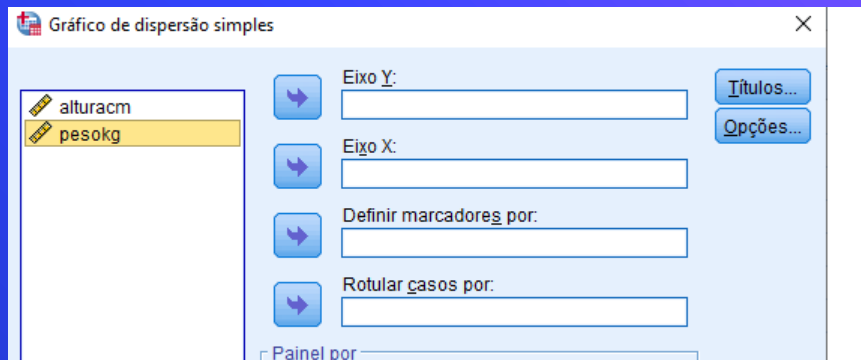 Gráfico de dispersão simples
alturacm
pesokg
Eixo Y:
Eixo X:
Definir marcadores por:
Rotular casos por:
Painel por
Títulos...
Opções...